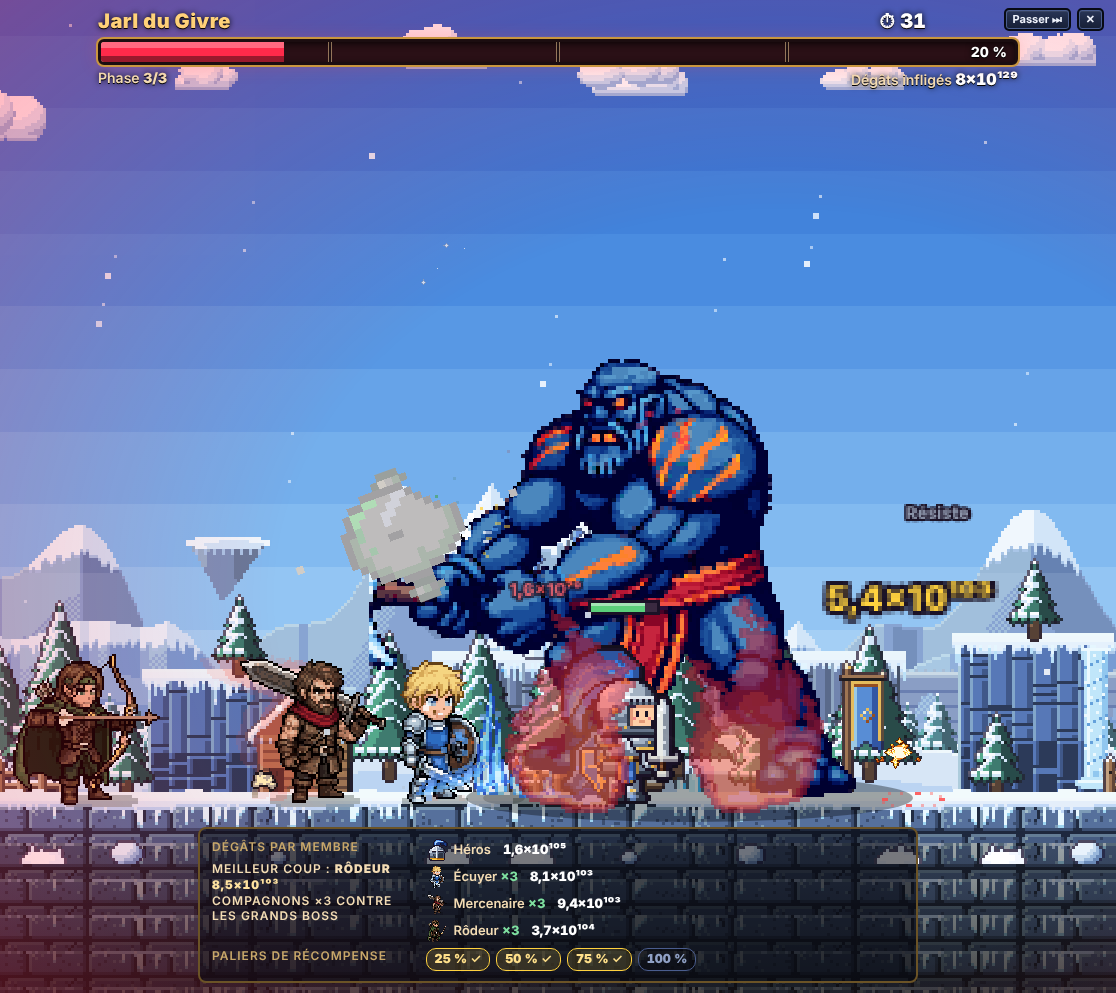 Jarl du Givre
⏱ 31
Passer ⏭
✕
20 %
Phase 3/3
Dégâts infligés 8×10¹²⁹
Résiste
5,4×10¹⁰³
DÉGÂTS PAR MEMBRE
MEILLEUR COUP : RÔDEUR
8,5×10¹⁰³
COMPAGNONS ×3 CONTRE
LES GRANDS BOSS
Héros 1,6×10¹⁰⁵
Écuyer ×3 8,1×10¹⁰³
Mercenaire ×3 9,4×10¹⁰³
Rôdeur ×3 3,7×10¹⁰⁴
PALIERS DE RÉCOMPENSE
25 % ✓ 50 % ✓ 75 % ✓ 100 %